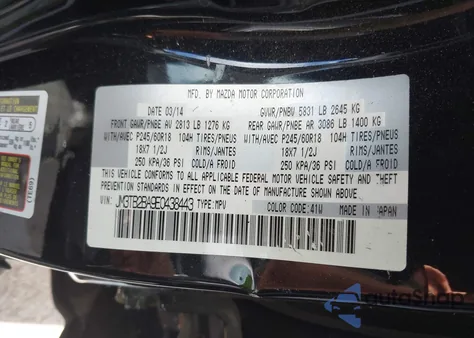 MFG. BY MAZDA MOTOR CORPORATION
DATE 03/14 GVWR/PNBV 5831 LB 2645 KG
FRONT GAWR/PNBE AV 2813 LB 1276 KG REAR GAWR/PNBE AR 3086 LB 1400 KG
WITH/AVEC P245/60R18 104H TIRES/PNEUS WITH/AVEC P245/60R18 104H TIRES/PNEUS
18X7 1/2J RIMS/JANTES 18X7 1/2J RIMS/JANTES
250 KPA/36 PSI COLD/A FROID 250 KPA/36 PSI COLD/A FROID
THIS VEHICLE CONFORMS TO ALL APPLICABLE FEDERAL MOTOR VEHICLE SAFETY AND THEFT
PREVENTION STANDARDS IN EFFECT ON THE DATE OF MANUFACTURE SHOWN ABOVE.
VIN: JM3TB2BA9E0438443 TYPE:MPV COLOR CODE:41W MADE IN JAPAN
(TE69)
autoshop